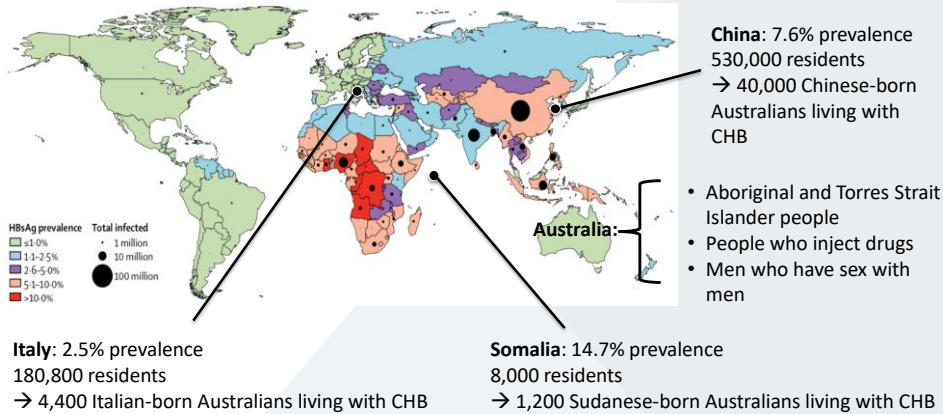 China: 7.6% prevalence
530,000 residents
→ 40,000 Chinese-born
Australians living with
CHB
HBsAg prevalence
≤1·0%
1·1–2·5%
2·6–5·0%
5·1–10·0%
>10·0%
Total infected
1 million
10 million
100 million
Australia:
• Aboriginal and Torres Strait
Islander people
• People who inject drugs
• Men who have sex with
men
Italy: 2.5% prevalence
180,800 residents
→ 4,400 Italian-born Australians living with CHB
Somalia: 14.7% prevalence
8,000 residents
→ 1,200 Sudanese-born Australians living with CHB